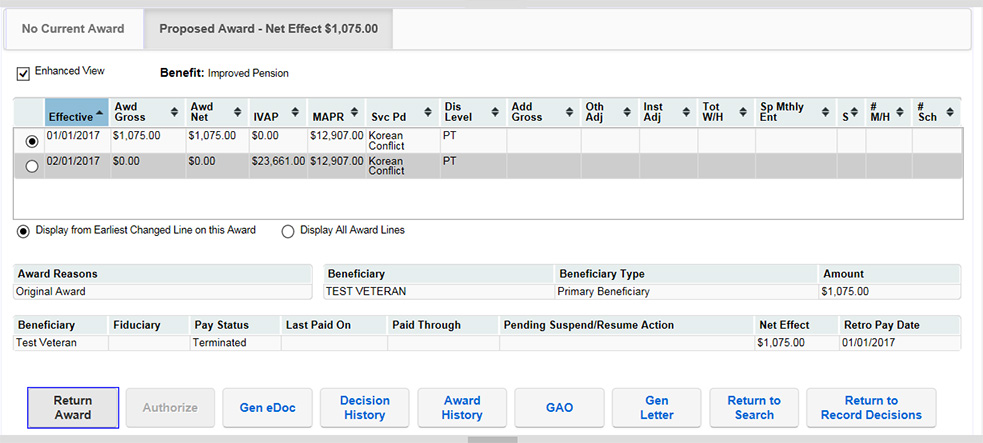 No Current Award Proposed Award - Net Effect $1,075.00
Enhanced View Benefit: Improved Pension
Effective Awd Gross Awd Net IVAP MAPR Svc Pd Dis Level Add Gross Oth Adj Inst Adj Tot W/H Sp Mthly Ent S # M/H # Sch
01/01/2017 $1,075.00 $1,075.00 $0.00 $12,907.00 Korean Conflict PT
02/01/2017 $0.00 $0.00 $23,661.00 $12,907.00 Korean Conflict PT
Display from Earliest Changed Line on this Award Display All Award Lines
Award Reasons Beneficiary Beneficiary Type Amount
Original Award TEST VETERAN Primary Beneficiary $1,075.00
Beneficiary Fiduciary Pay Status Last Paid On Paid Through Pending Suspend/Resume Action Net Effect Retro Pay Date
Test Veteran Terminated $1,075.00 01/01/2017
Return Award Authorize Gen eDoc Decision History Award History GAO Gen Letter Return to Search Return to Record Decisions